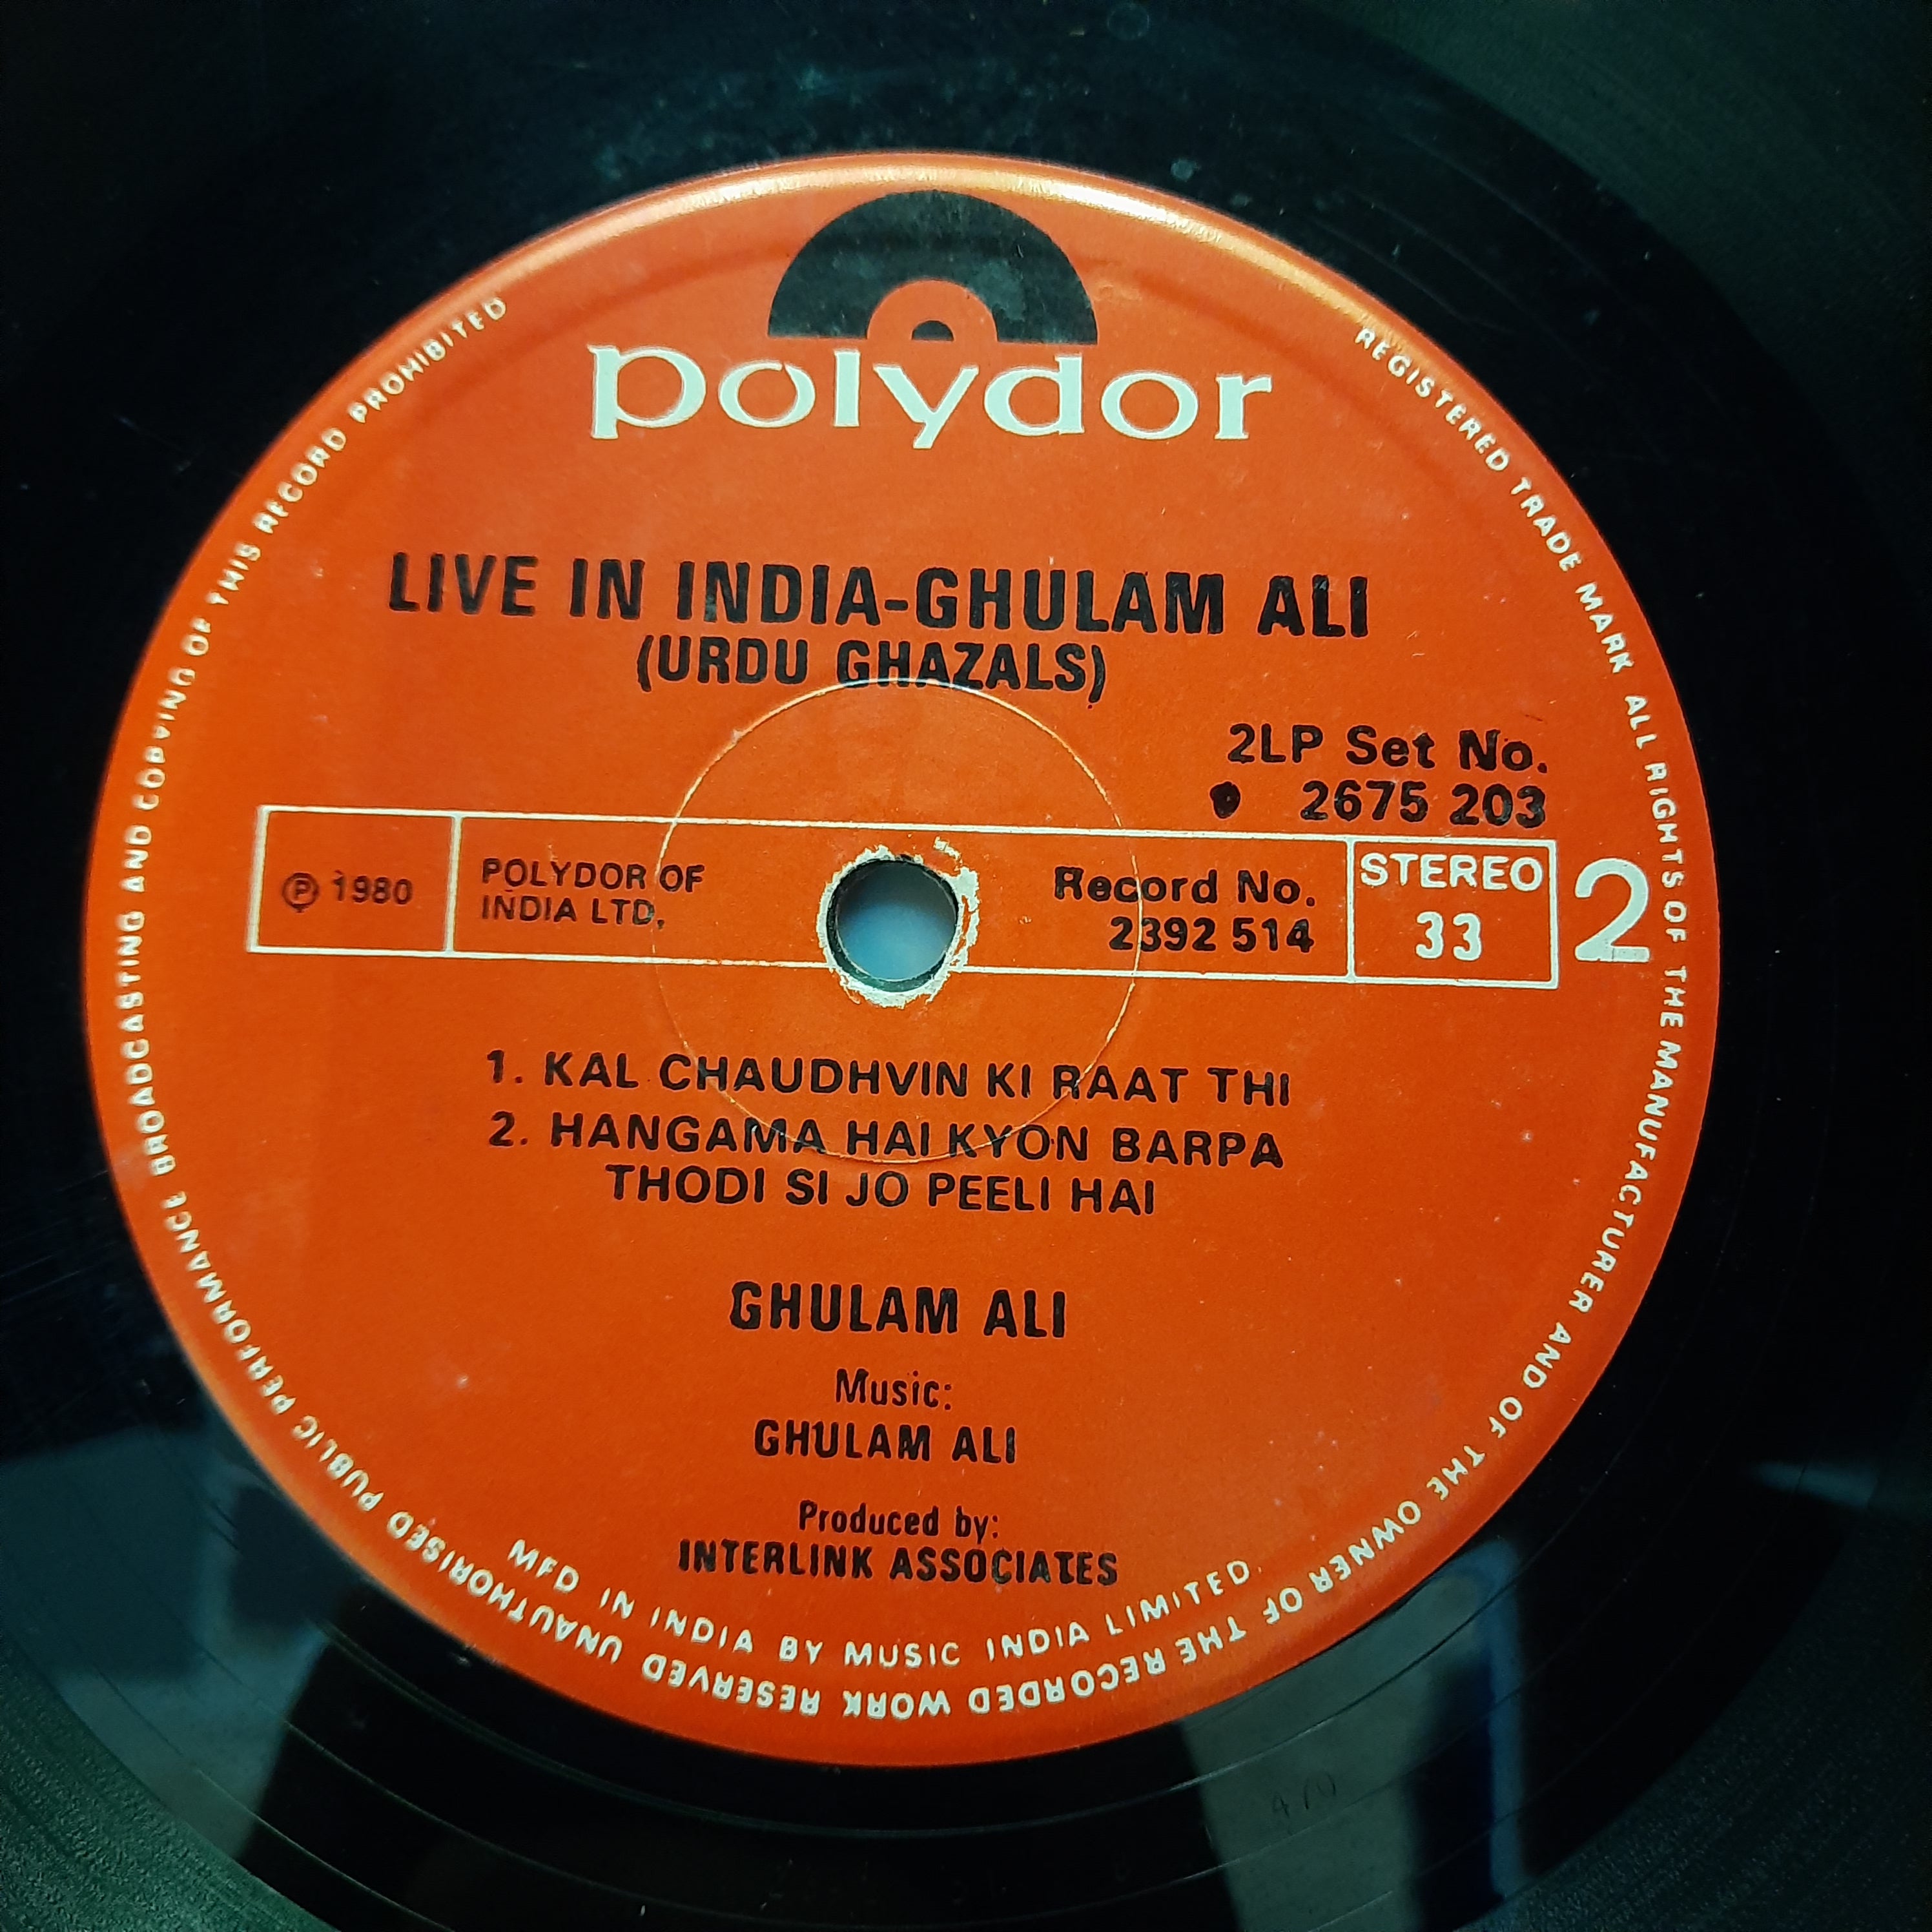 polydor
LIVE IN INDIA-GHULAM ALI
(URDU GHAZALS)
2LP Set No.
2675 203
℗ 1980
POLYDOR OF
INDIA LTD.
Record No.
2392 514
STEREO
33
2
1. KAL CHAUDHVIN KI RAAT THI
2. HANGAMA HAI KYON BARPA
THODI SI JO PEELI HAI
GHULAM ALI
Music:
GHULAM ALI
Produced by:
INTERLINK ASSOCIATES
MFD IN INDIA BY MUSIC INDIA LIMITED.
REGISTERED TRADE MARK ALL RIGHTS OF THE MANUFACTURER AND OF THE OWNER OF THE RECORDED WORK RESERVED UNAUTHORISED PUBLIC PERFORMANCE BROADCASTING AND COPYING OF THIS RECORD PROHIBITED